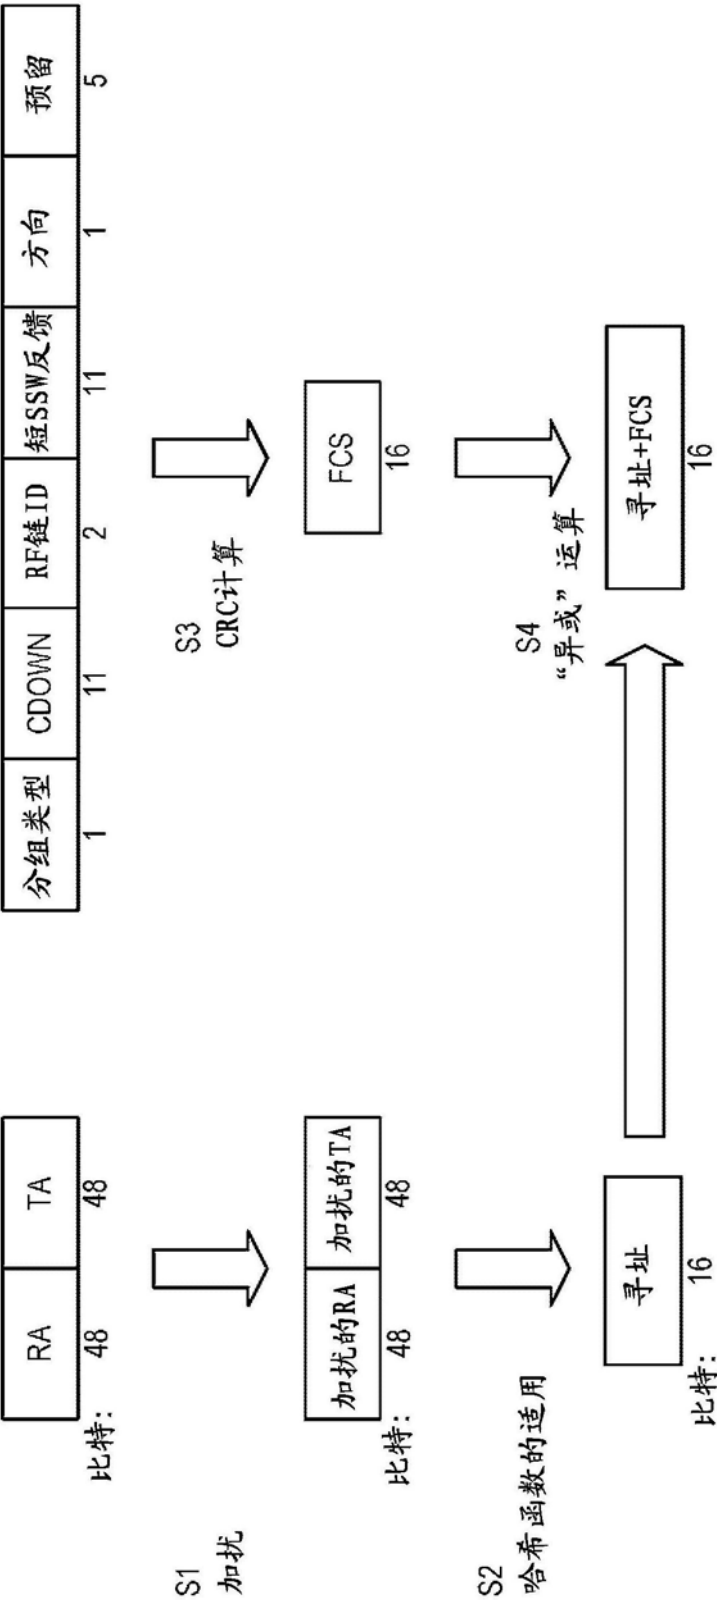 RA TA 分组类型 CDOWN RF链ID 短SSW反馈 方向 预留
比特: 48 48 1 11 2 11 1 5
S1 S3
加扰 CRC计算
加扰的RA 加扰的TA FCS
比特: 48 48 16
S2 S4
哈希函数的适用 “异或” 运算
寻址 寻址+FCS
比特: 16 16